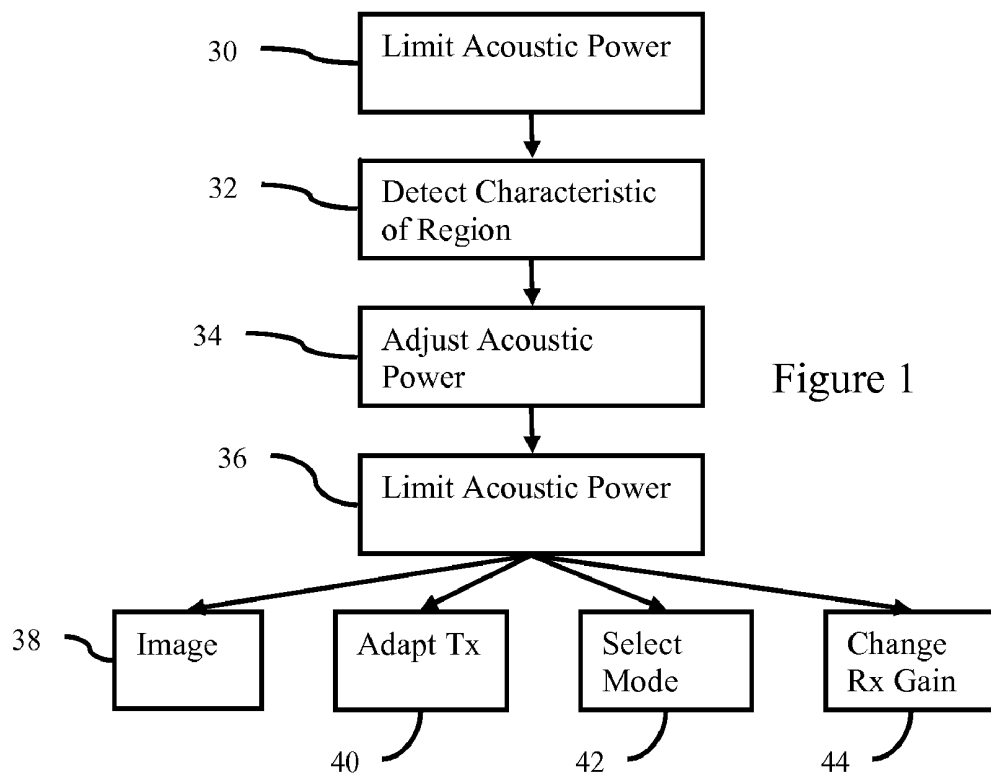 30
Limit Acoustic Power
32
Detect Characteristic
of Region
34
Adjust Acoustic
Power
Figure 1
36
Limit Acoustic Power
38
Image
Adapt Tx
Select
Mode
Change
Rx Gain
40
42
44